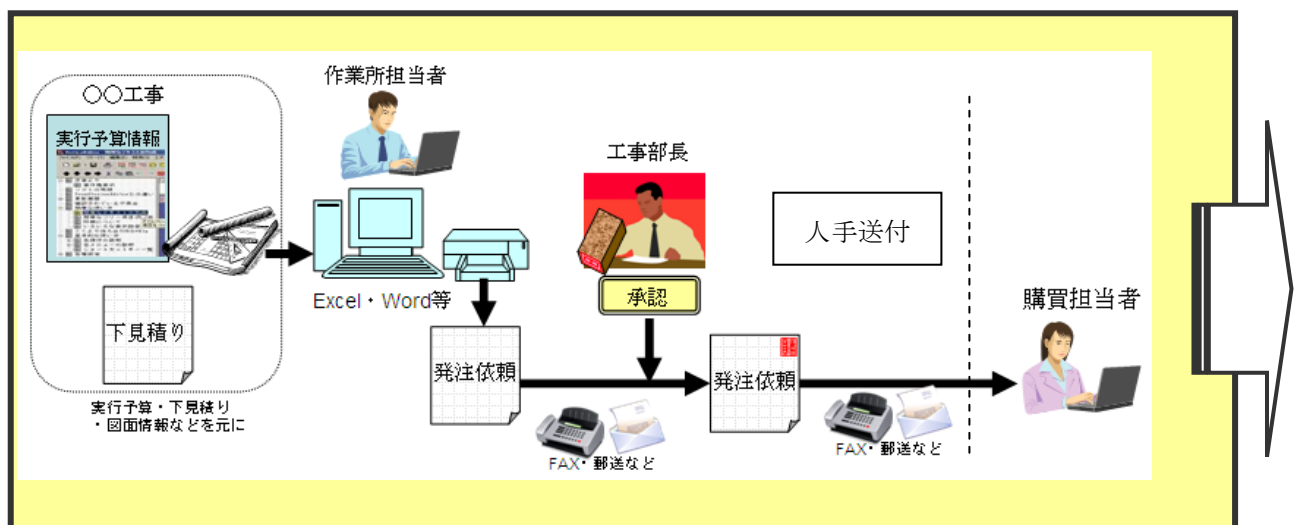 〇〇工事
実行予算情報
下見積り
実行予算・下見積り
・図面情報などを元に
作業所担当者
Excel・Word等
発注依頼
工事部長
承認
FAX・郵送など
発注依頼
人手送付
FAX・郵送など
購買担当者